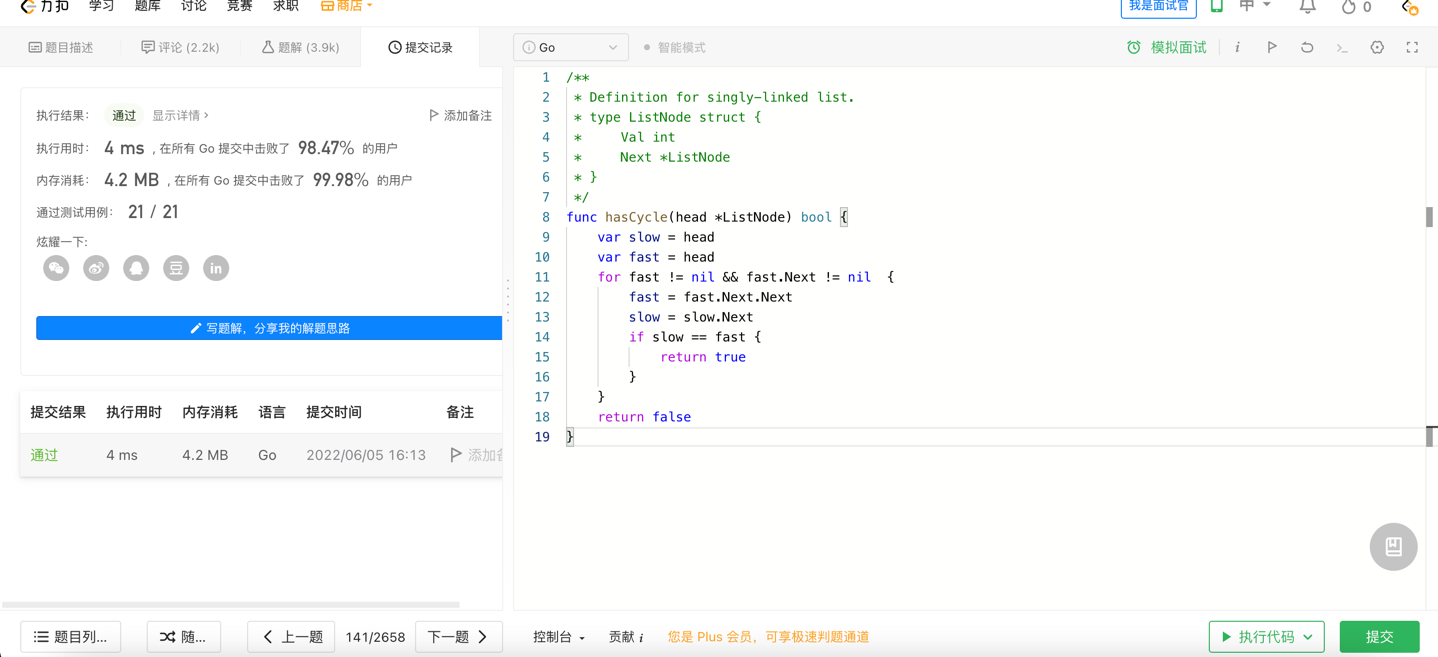 力扣 学习 题库 讨论 竞赛 求职 商店 我是面试官 中 0
题目描述 评论 (2.2k) 题解 (3.9k) 提交记录
执行结果： 通过 显示详情 › 添加备注
执行用时： 4 ms , 在所有 Go 提交中击败了 98.47% 的用户
内存消耗： 4.2 MB , 在所有 Go 提交中击败了 99.98% 的用户
通过测试用例： 21 / 21
炫耀一下:
豆 in
写题解，分享我的解题思路
提交结果 执行用时 内存消耗 语言 提交时间 备注
通过 4 ms 4.2 MB Go 2022/06/05 16:13 添加备
Go 智能模式 模拟面试 i
1 /**
2 * Definition for singly-linked list.
3 * type ListNode struct {
4 * Val int
5 * Next *ListNode
6 * }
7 */
8 func hasCycle(head *ListNode) bool {
9 var slow = head
10 var fast = head
11 for fast != nil && fast.Next != nil {
12 fast = fast.Next.Next
13 slow = slow.Next
14 if slow == fast {
15 return true
16 }
17 }
18 return false
19 }
题目列... 随... 上一题 141/2658 下一题 控制台 贡献 i 您是 Plus 会员，可享极速判题通道 执行代码 提交